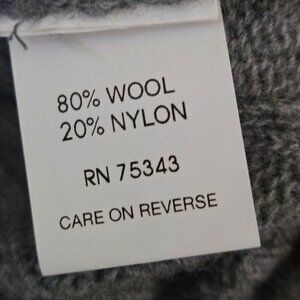 80% WOOL
20% NYLON
RN 75343
CARE ON REVERSE